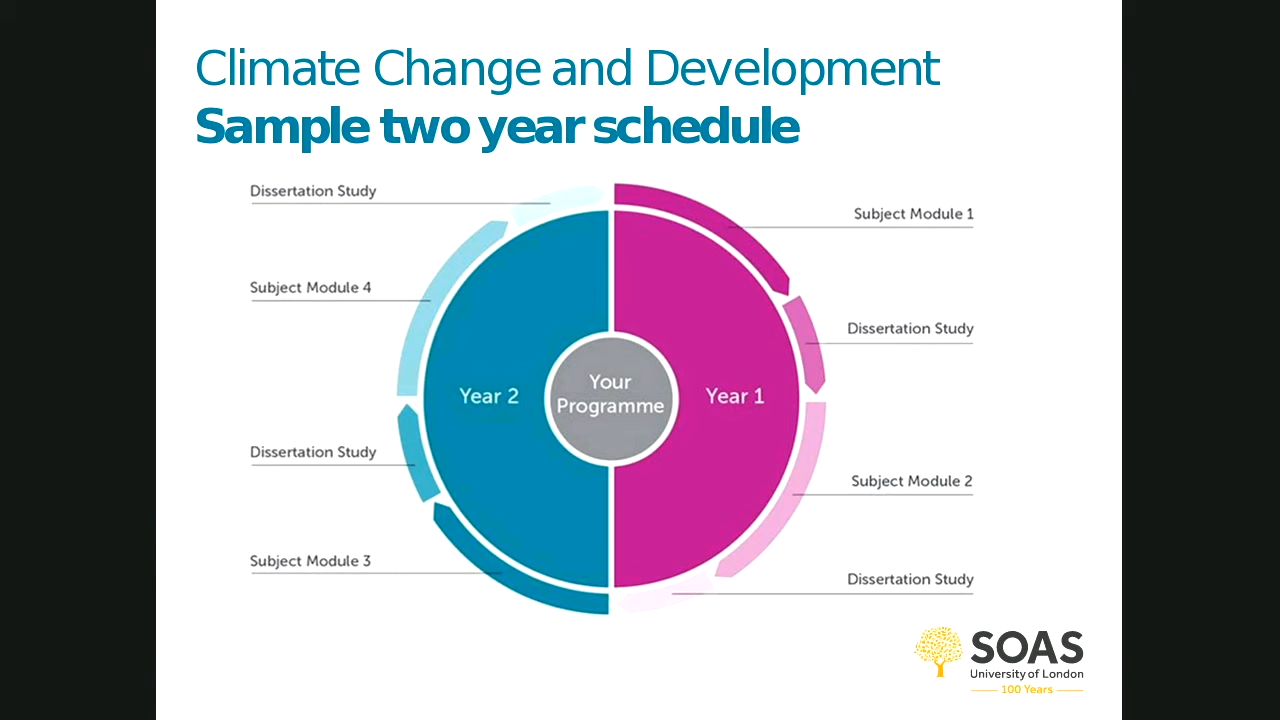 Climate Change and Development
Sample two year schedule
Dissertation Study
Subject Module 1
Subject Module 4
Dissertation Study
Year 2
Your
Programme
Year 1
Dissertation Study
Subject Module 2
Subject Module 3
Dissertation Study
SOAS
University of London
100 Years